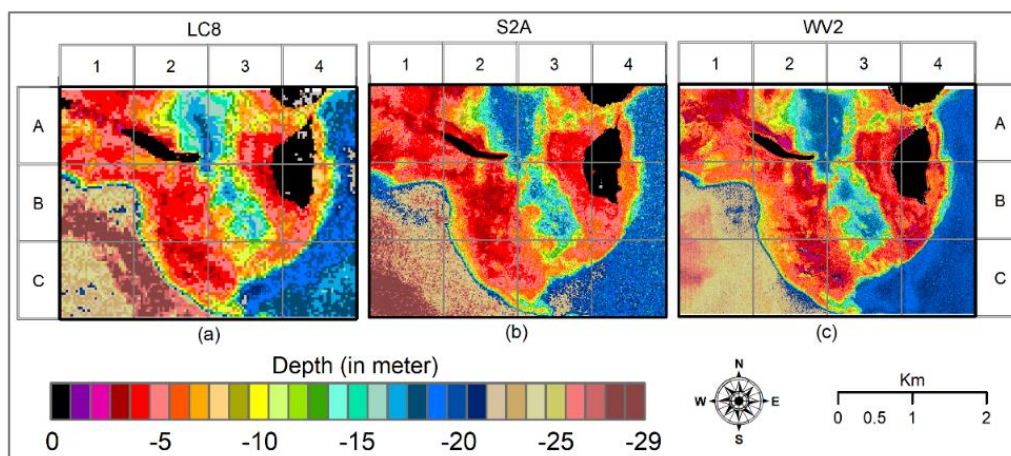 LC8 S2A WV2
1 2 3 4 1 2 3 4 1 2 3 4
A A
B B
C C
(a) (b) (c)
Depth (in meter)
0 -5 -10 -15 -20 -25 -29
N
W E
S
Km
0 0.5 1 2